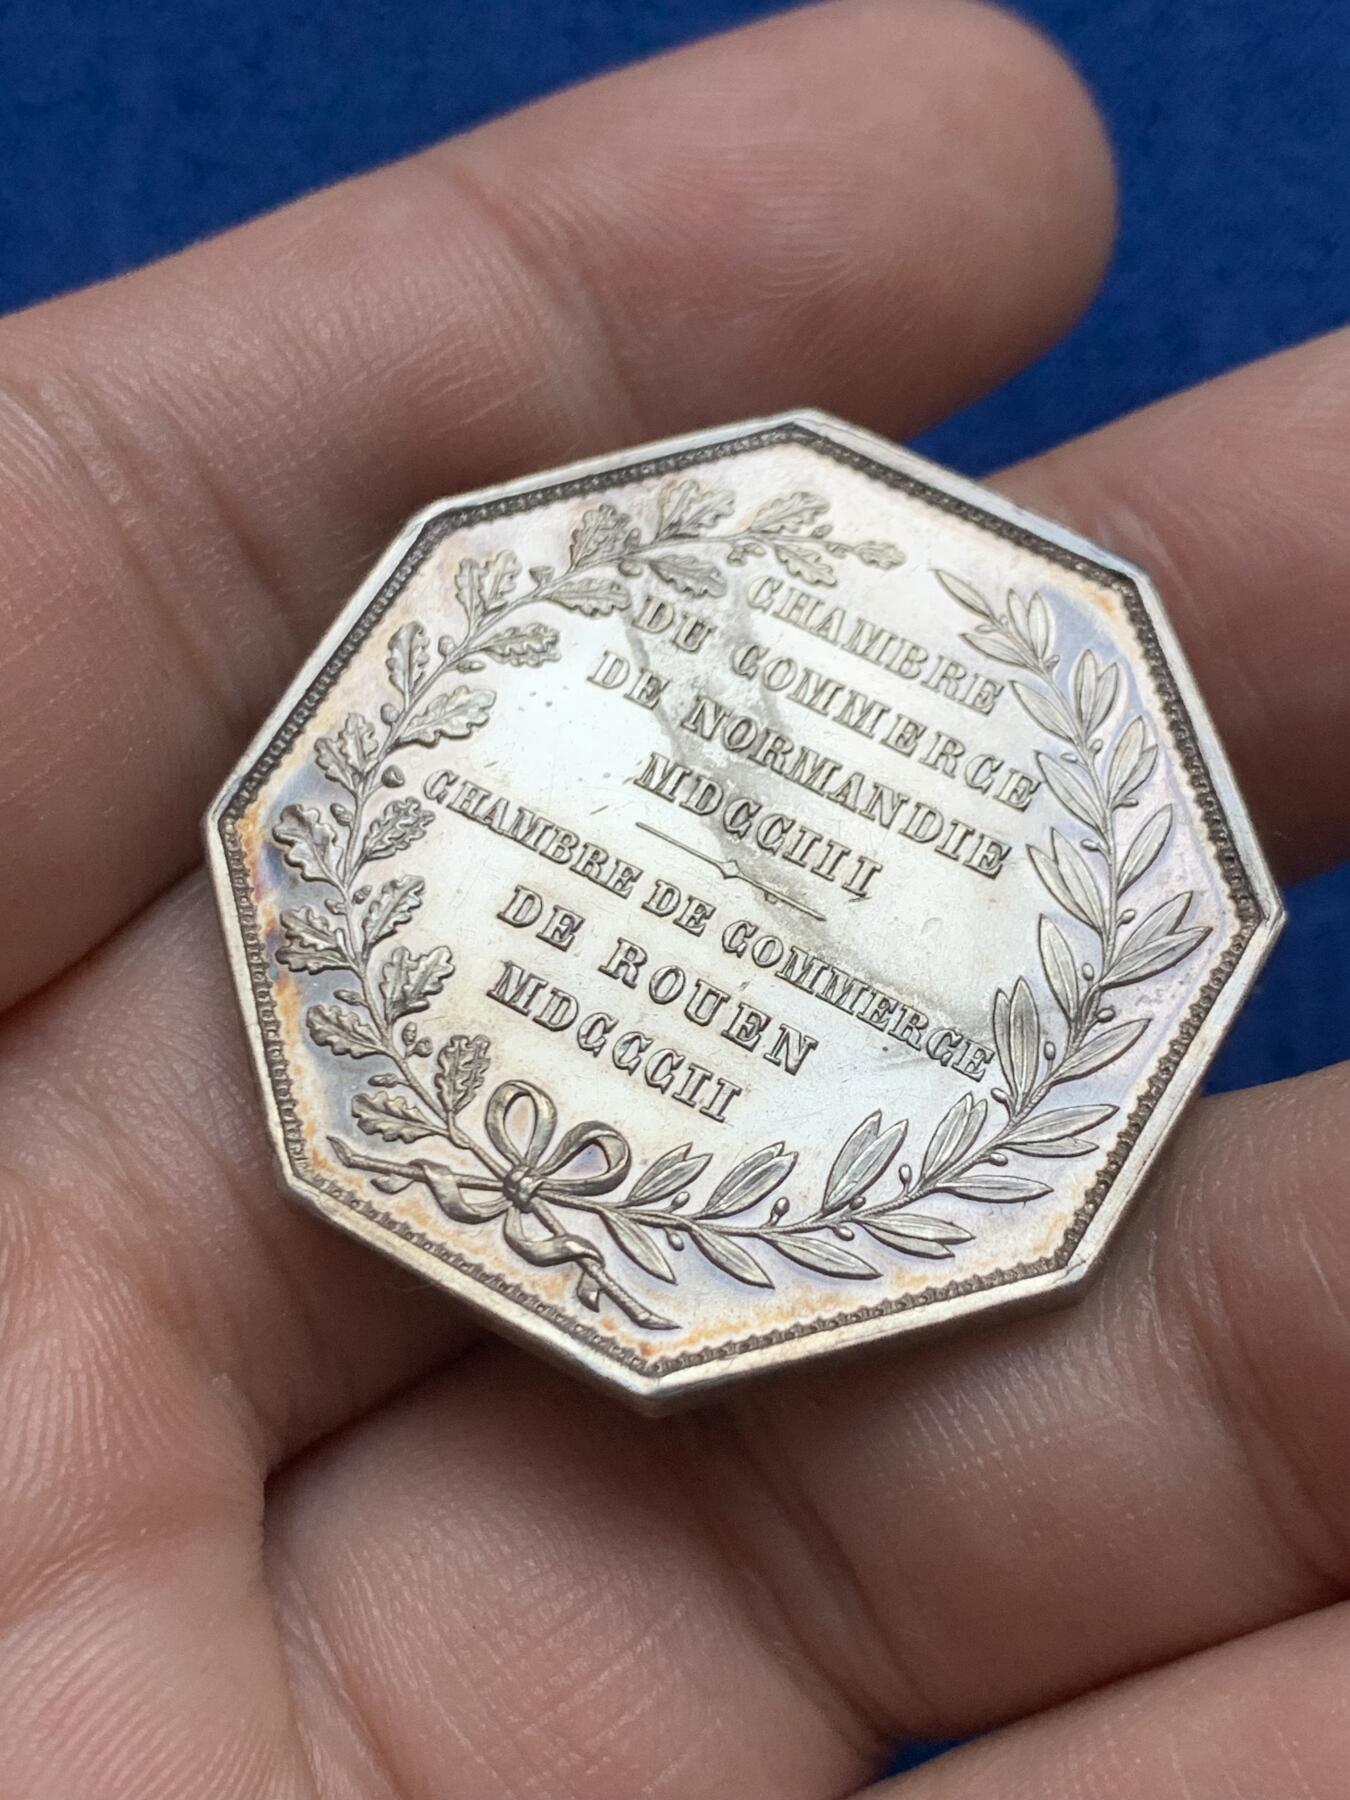 CHAMBRE
DU COMMERCE
DE NORMANDIE
MDCCIII
CHAMBRE DE COMMERCE
DE ROUEN
MDCCCII